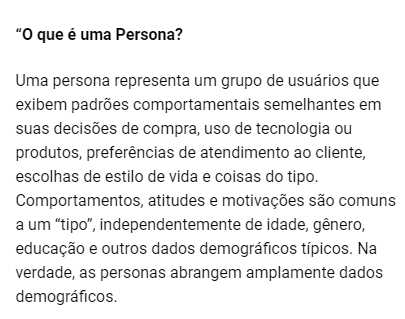 “O que é uma Persona?
Uma persona representa um grupo de usuários que
exibem padrões comportamentais semelhantes em
suas decisões de compra, uso de tecnologia ou
produtos, preferências de atendimento ao cliente,
escolhas de estilo de vida e coisas do tipo.
Comportamentos, atitudes e motivações são comuns
a um “tipo”, independentemente de idade, gênero,
educação e outros dados demográficos típicos. Na
verdade, as personas abrangem amplamente dados
demográficos.